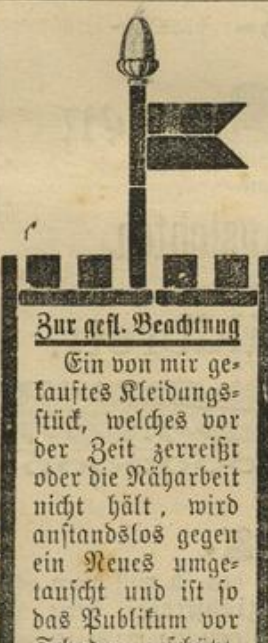 Zur gefl. Beachtung
Ein von mir ge-
kauftes Kleidungs-
stück, welches vor
der Zeit zerreißt
oder die Näharbeit
nicht hält, wird
anstandslos gegen
ein Neues umge-
tauscht und ist so
das Publikum vor